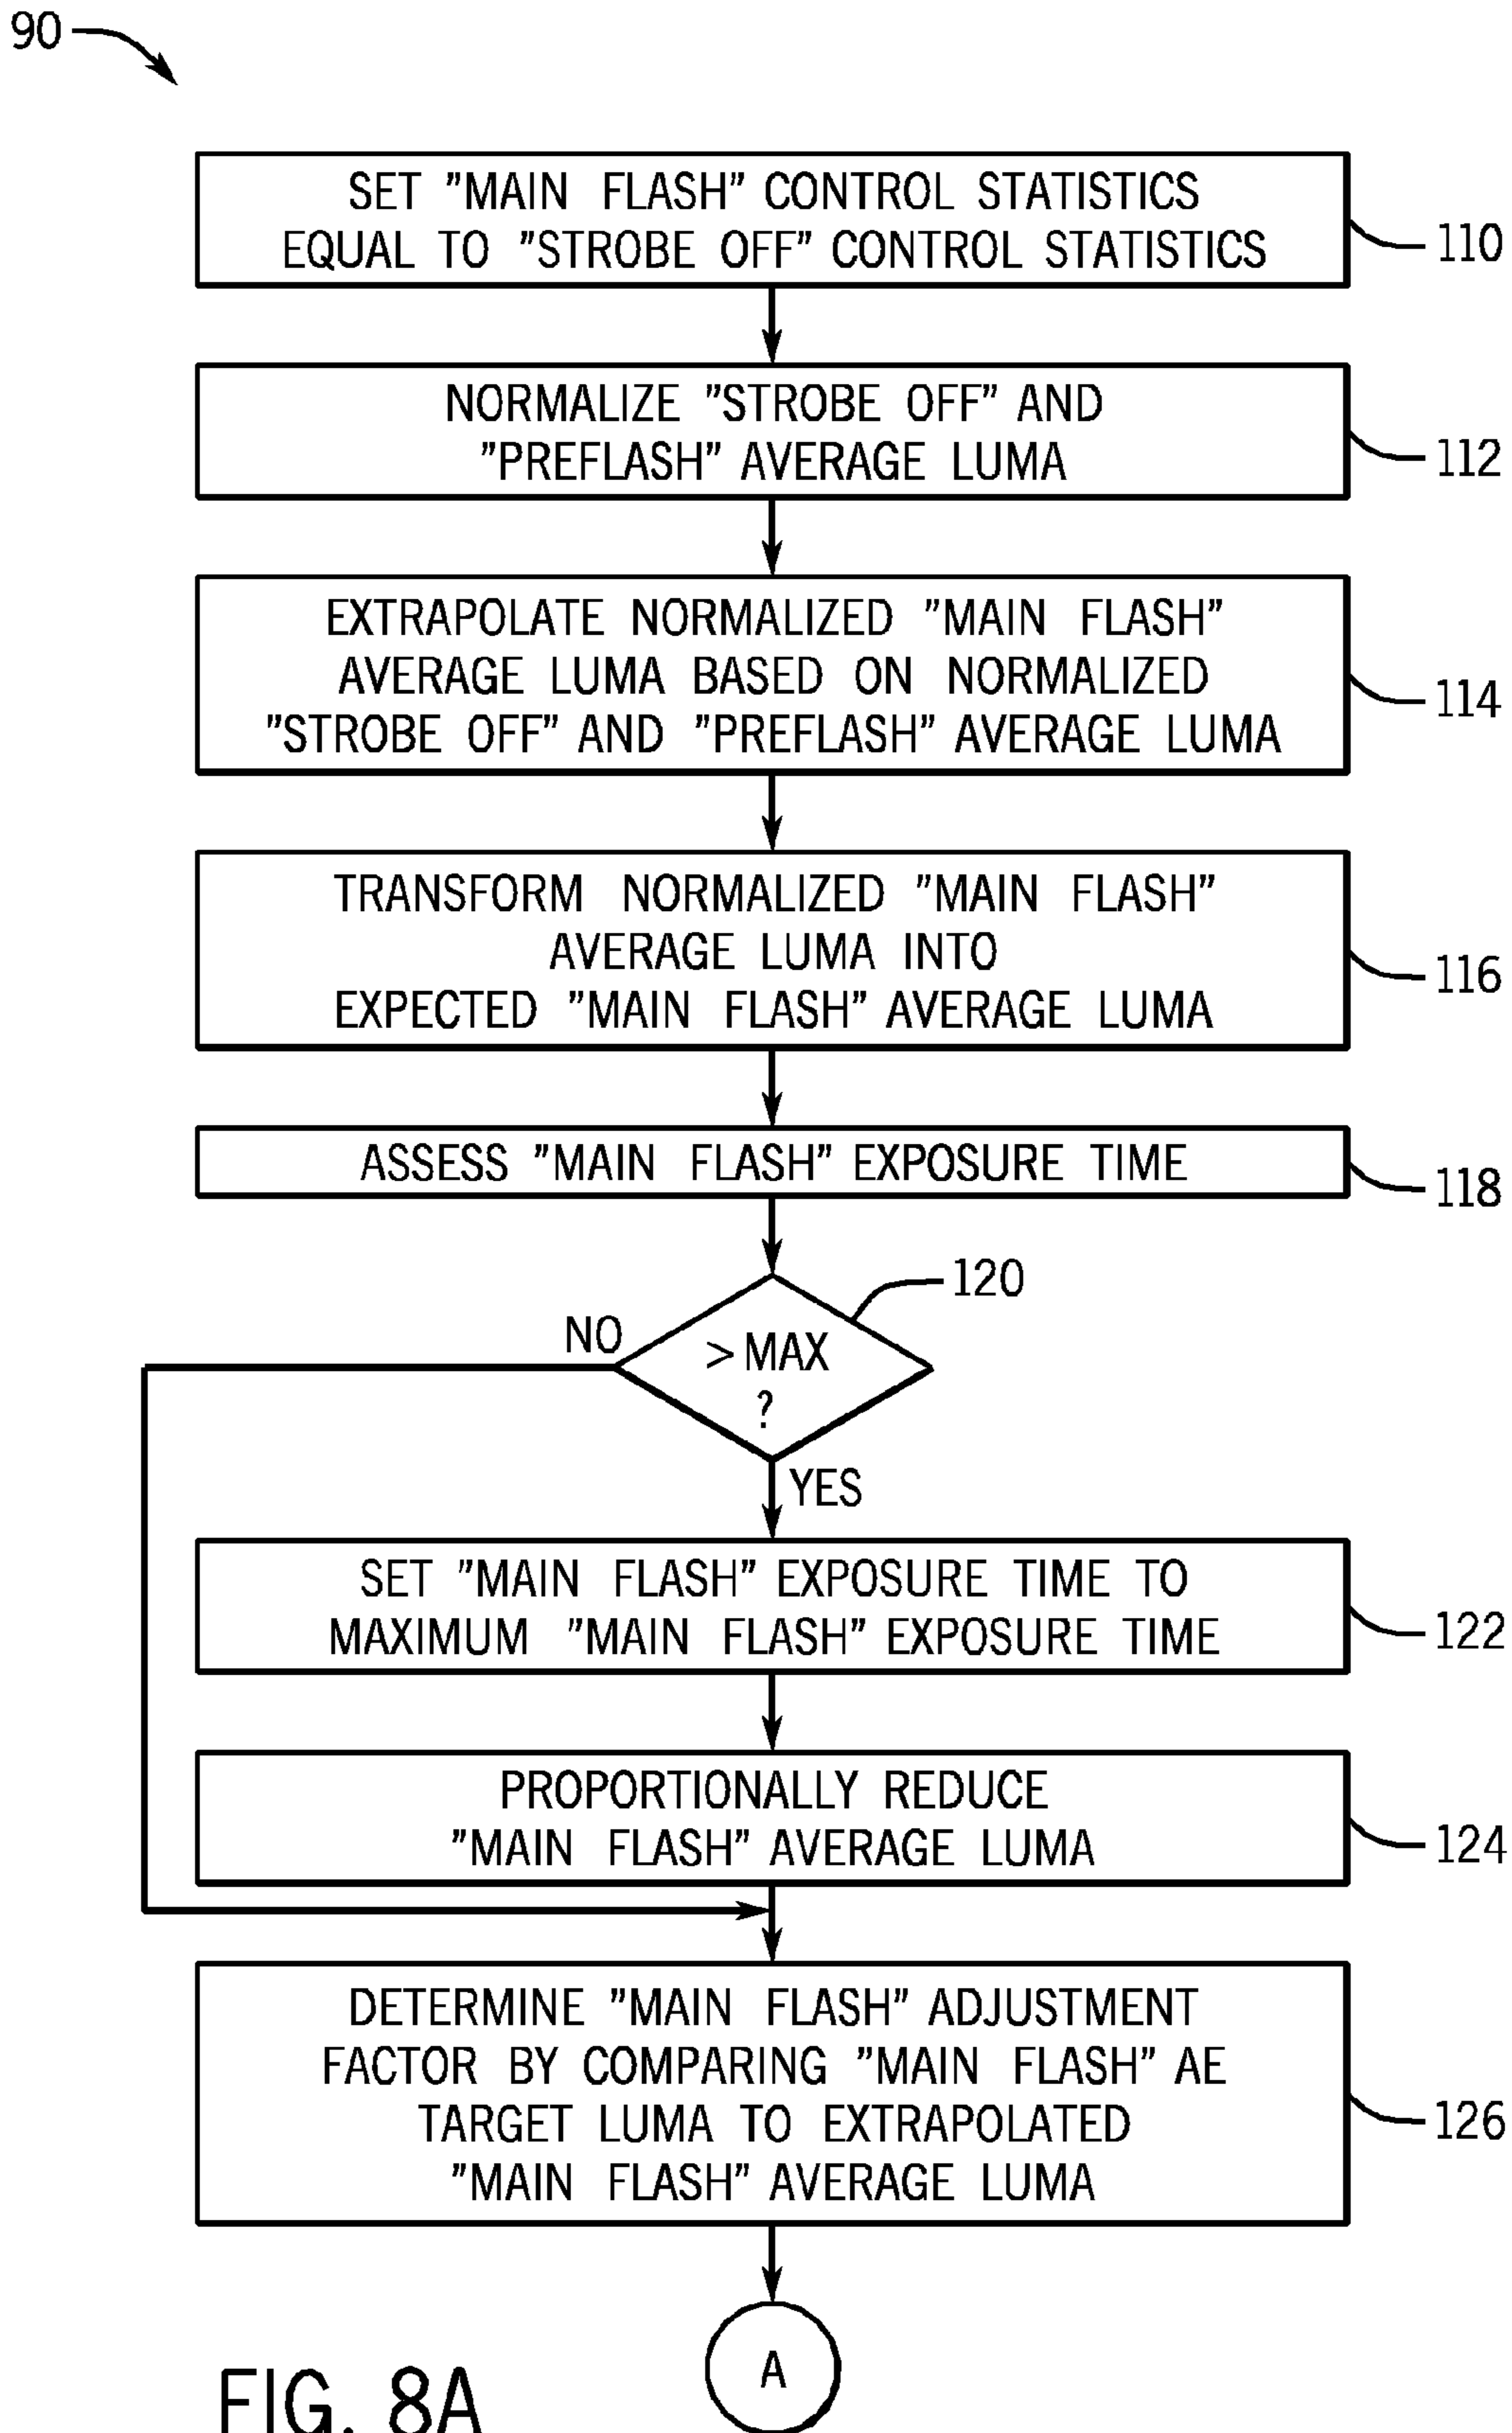 90
SET "MAIN FLASH" CONTROL STATISTICS
EQUAL TO "STROBE OFF" CONTROL STATISTICS
110
NORMALIZE "STROBE OFF" AND
"PREFLASH" AVERAGE LUMA
112
EXTRAPOLATE NORMALIZED "MAIN FLASH"
AVERAGE LUMA BASED ON NORMALIZED
"STROBE OFF" AND "PREFLASH" AVERAGE LUMA
114
TRANSFORM NORMALIZED "MAIN FLASH"
AVERAGE LUMA INTO
EXPECTED "MAIN FLASH" AVERAGE LUMA
116
ASSESS "MAIN FLASH" EXPOSURE TIME
118
120
NO
> MAX
?
YES
SET "MAIN FLASH" EXPOSURE TIME TO
MAXIMUM "MAIN FLASH" EXPOSURE TIME
122
PROPORTIONALLY REDUCE
"MAIN FLASH" AVERAGE LUMA
124
DETERMINE "MAIN FLASH" ADJUSTMENT
FACTOR BY COMPARING "MAIN FLASH" AE
TARGET LUMA TO EXTRAPOLATED
"MAIN FLASH" AVERAGE LUMA
126
A
FIG. 8A